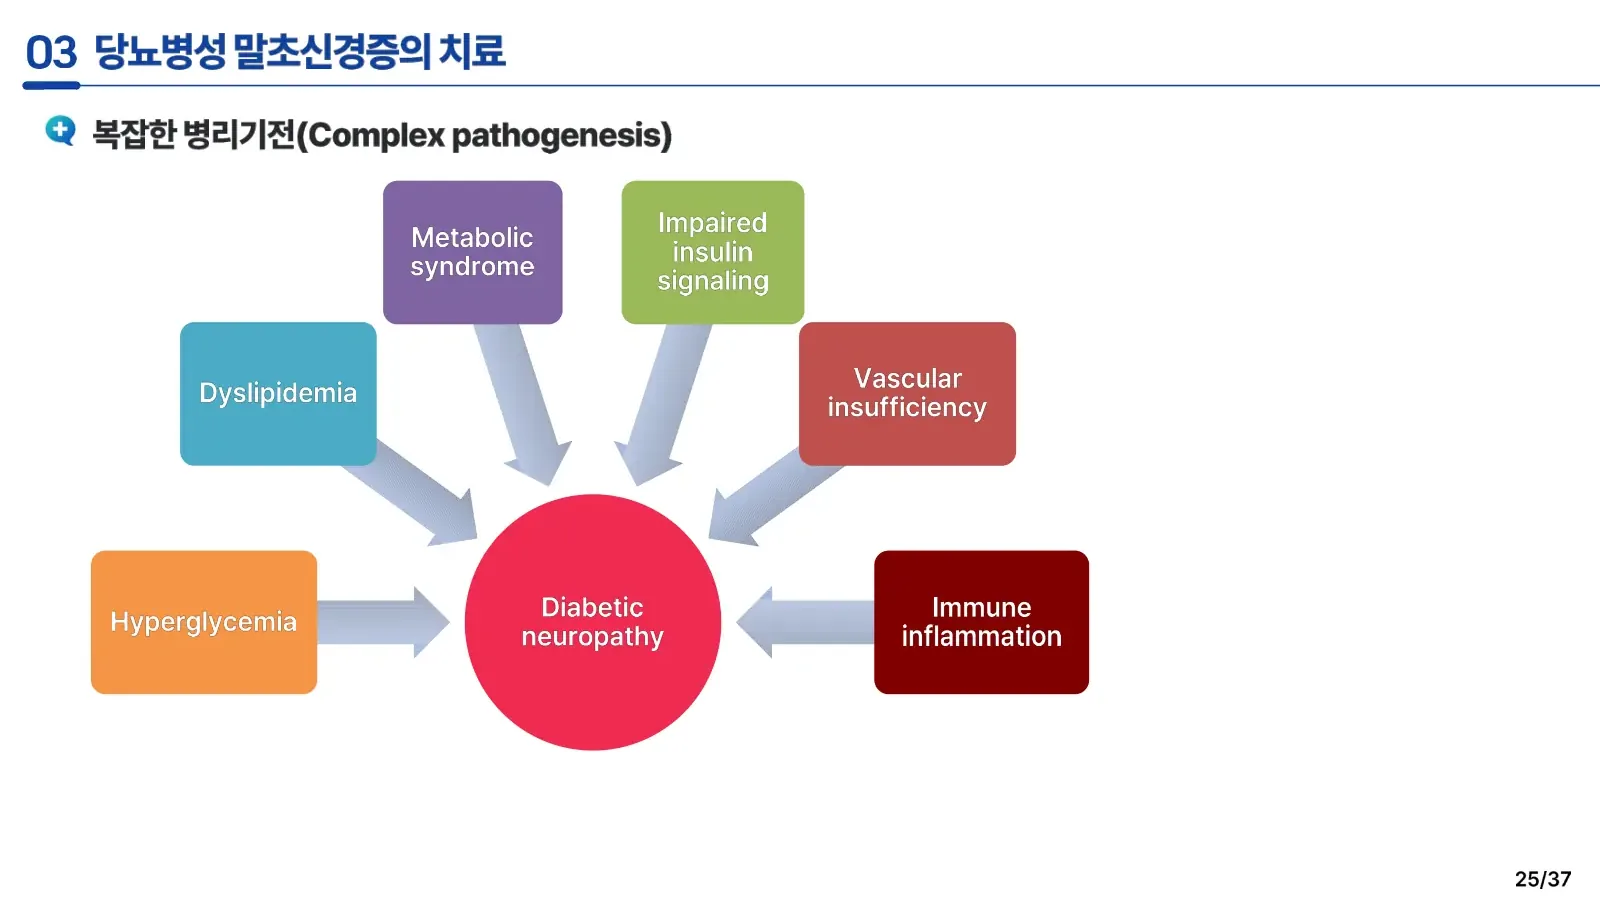 03 당뇨병성 말초신경증의 치료
복잡한 병리기전(Complex pathogenesis)
Metabolic
syndrome
Impaired
insulin
signaling
Dyslipidemia
Vascular
insufficiency
Hyperglycemia
Diabetic
neuropathy
Immune
inflammation
25/37